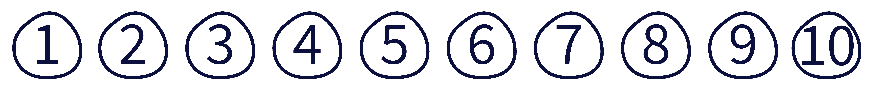 ① ② ③ ④ ⑤ ⑥ ⑦ ⑧ ⑨ ⑩